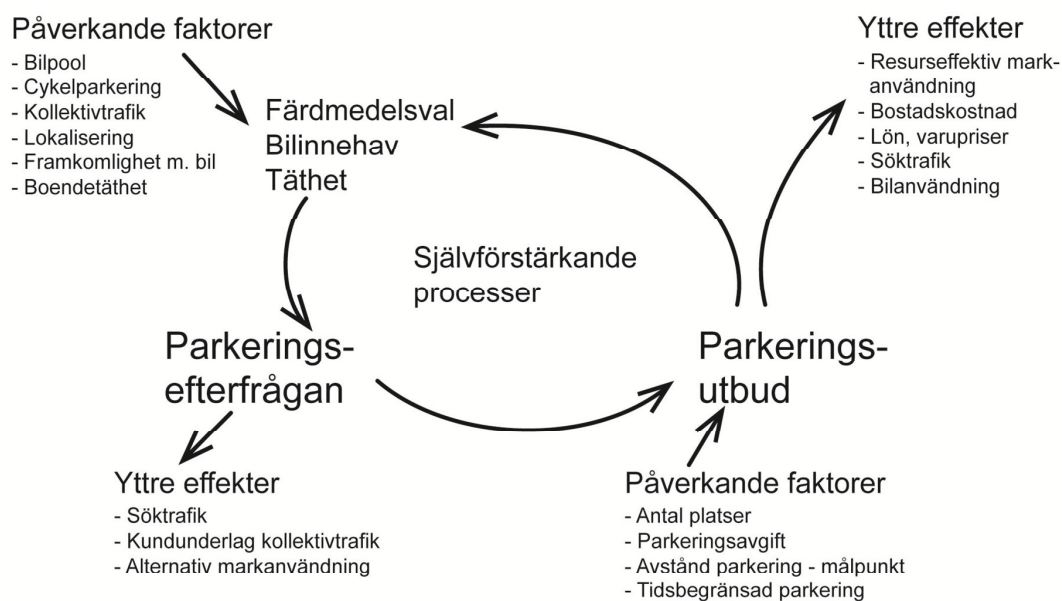 Påverkande faktorer
- Bilpool
- Cykelparkering
- Kollektivtrafik
- Lokalisering
- Framkomlighet m. bil
- Boendetäthet
Färdmedelsval
Bilinnehav
Täthet
Yttre effekter
- Resurseffektiv mark-
användning
- Bostadskostnad
- Lön, varupriser
- Söktrafik
- Bilanvändning
Självförstärkande
processer
Parkerings-
efterfrågan
Parkerings-
utbud
Yttre effekter
- Söktrafik
- Kundunderlag kollektivtrafik
- Alternativ markanvändning
Påverkande faktorer
- Antal platser
- Parkeringsavgift
- Avstånd parkering - målpunkt
- Tidsbegränsad parkering